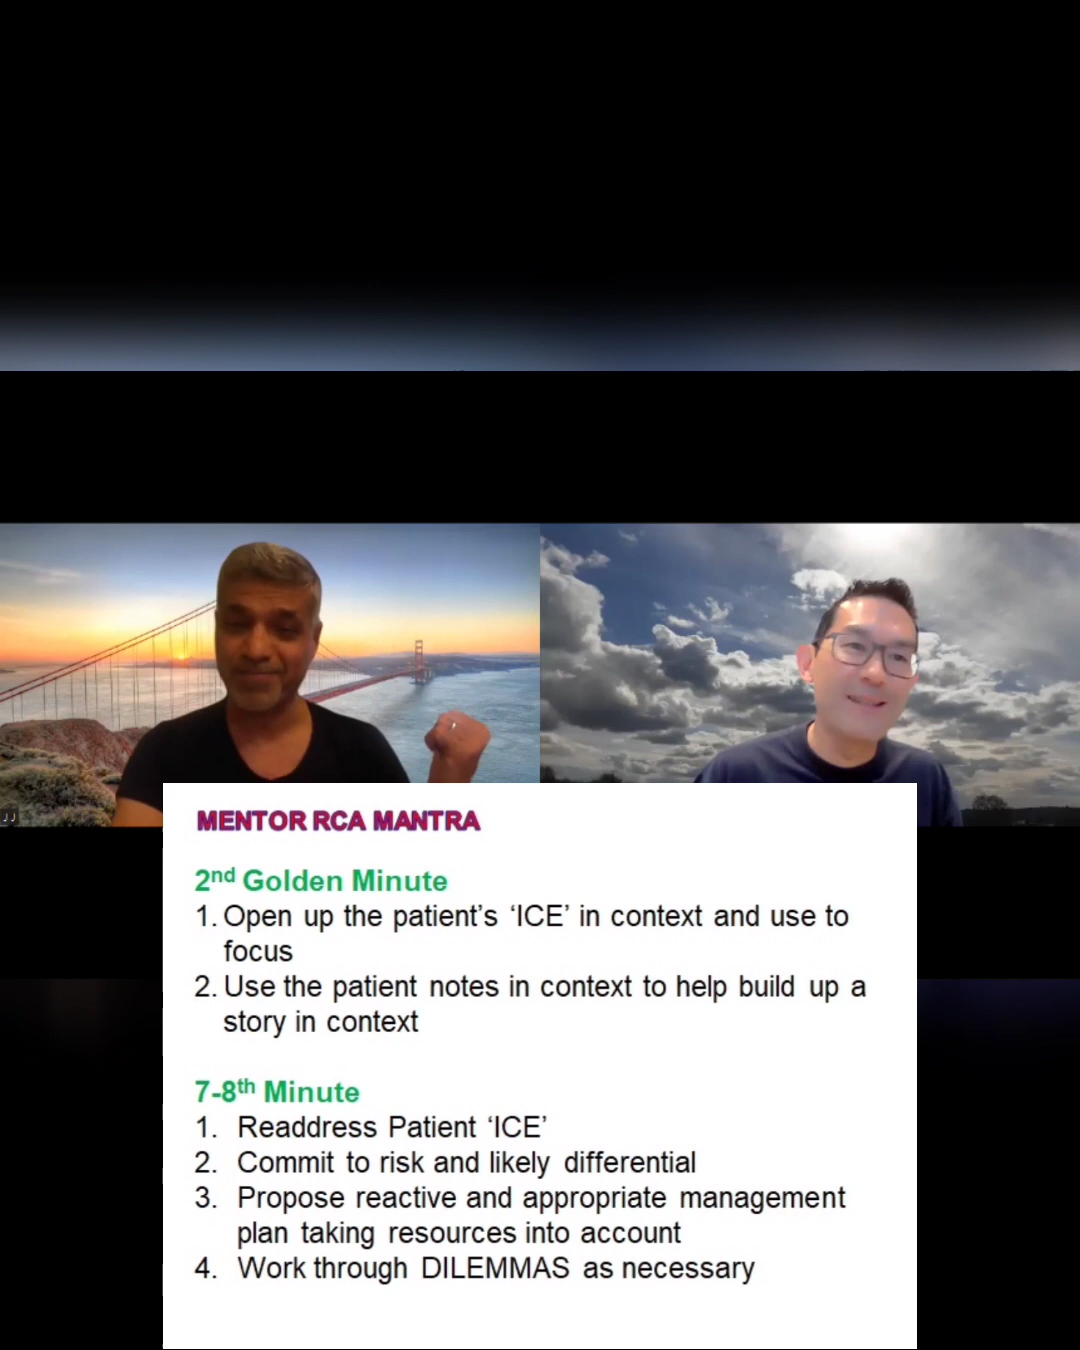 JJ
MENTOR RCA MANTRA
2nd Golden Minute
1. Open up the patient’s ‘ICE’ in context and use to
focus
2. Use the patient notes in context to help build up a
story in context
7-8th Minute
1. Readdress Patient ‘ICE’
2. Commit to risk and likely differential
3. Propose reactive and appropriate management
plan taking resources into account
4. Work through DILEMMAS as necessary